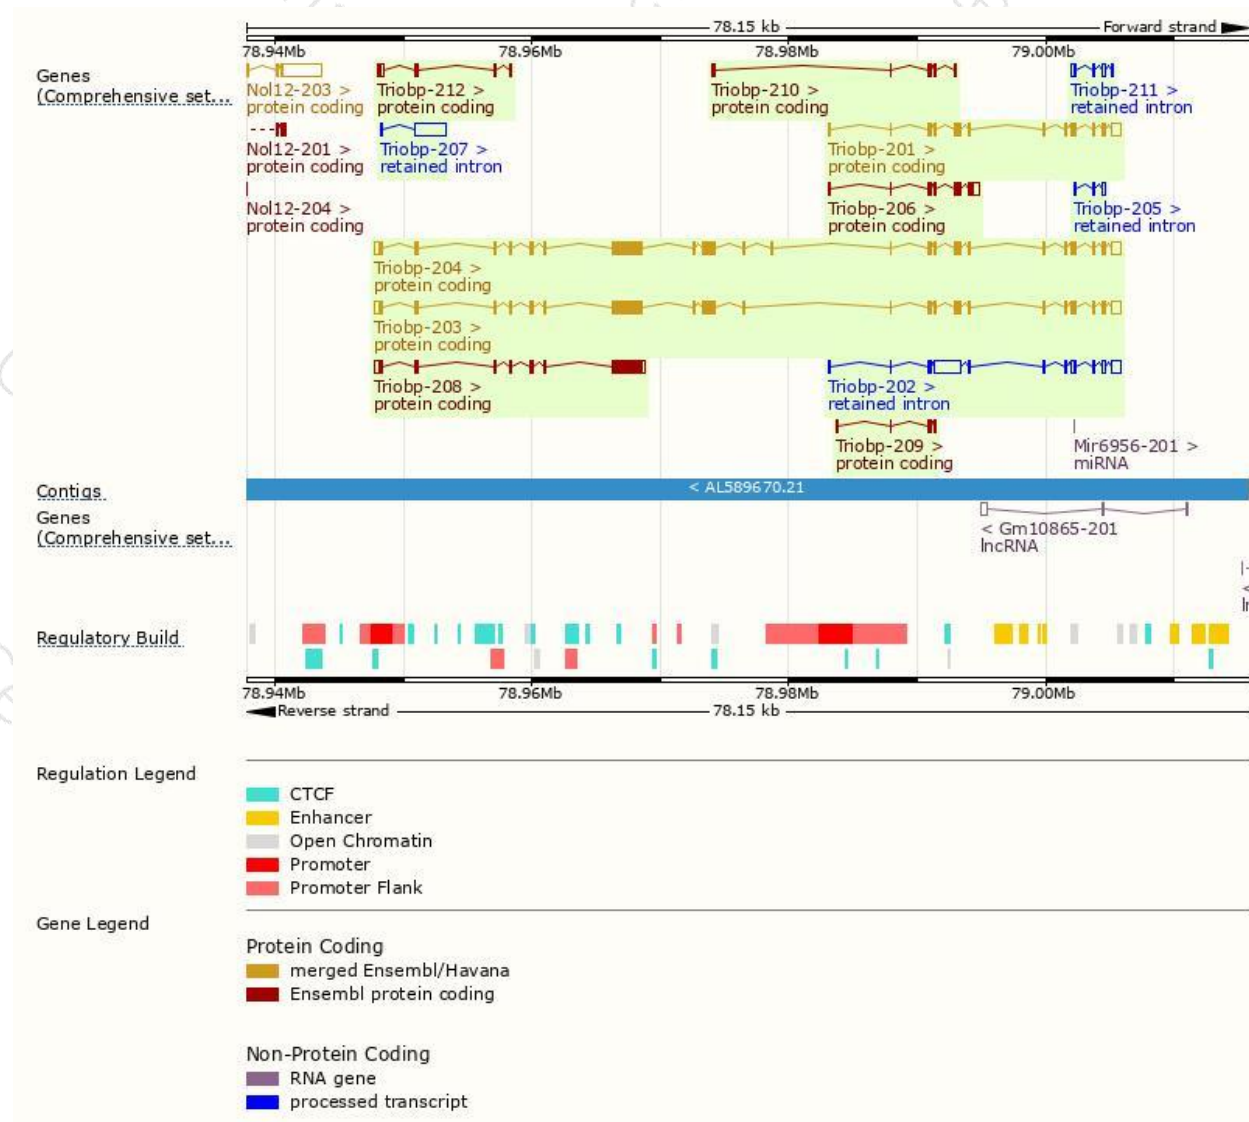 78.15 kb Forward strand
78.94Mb 78.96Mb 78.98Mb 79.00Mb
Genes
(Comprehensive set...
Nol12-203 > Triobp-212 > Triobp-210 > Triobp-211 >
protein coding protein coding protein coding retained intron
Nol12-201 > Triobp-207 > Triobp-201 >
protein coding retained intron protein coding
Nol12-204 > Triobp-206 > Triobp-205 >
protein coding protein coding retained intron
Triobp-204 >
protein coding
Triobp-203 >
protein coding
Triobp-208 > Triobp-202 >
protein coding retained intron
Triobp-209 > Mir6956-201 >
protein coding miRNA
Contigs < AL589670.21
Genes
(Comprehensive set...
< Gm10865-201
lncRNA
Regulatory Build
78.94Mb 78.96Mb 78.98Mb 79.00Mb
Reverse strand 78.15 kb
Regulation Legend
CTCF
Enhancer
Open Chromatin
Promoter
Promoter Flank
Gene Legend
Protein Coding
merged Ensembl/Havana
Ensembl protein coding
Non-Protein Coding
RNA gene
processed transcript